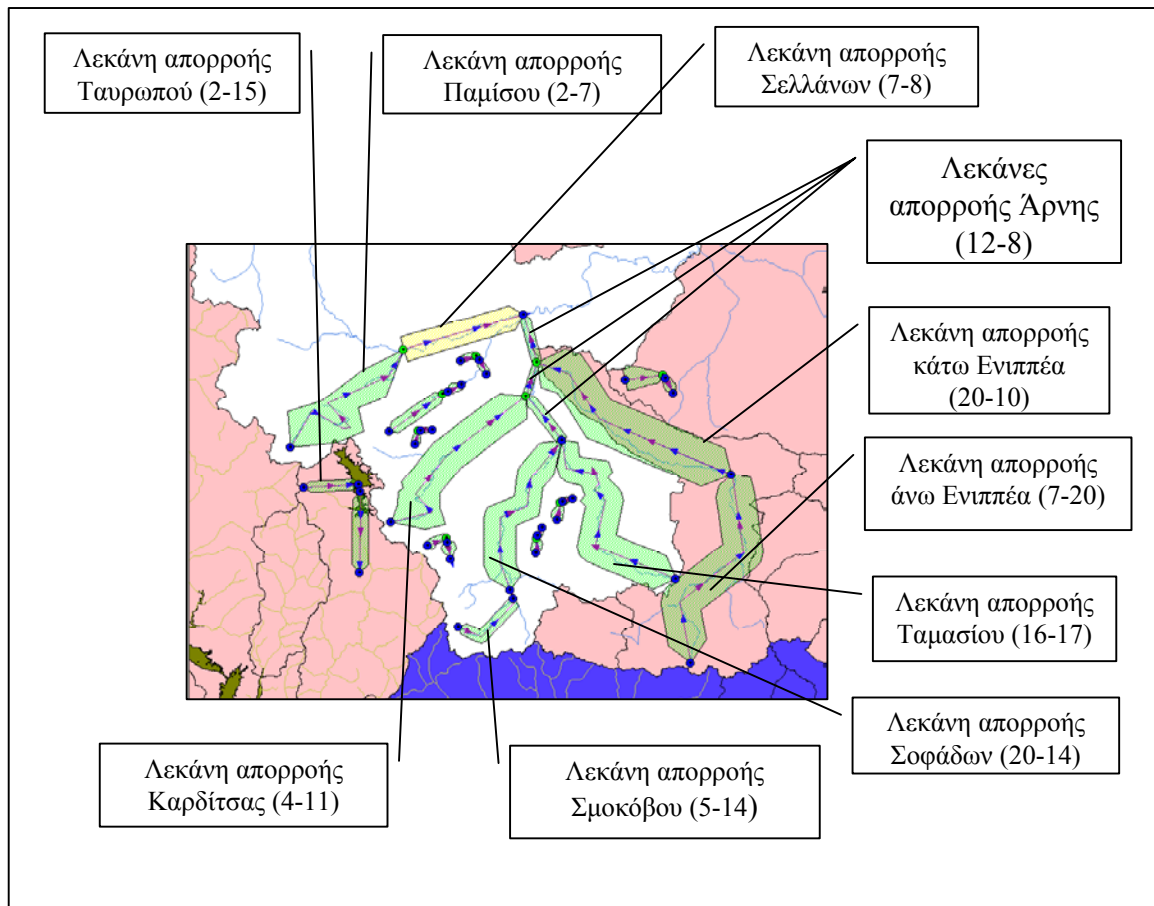 Λεκάνη απορροής
Ταυρωπού (2-15)
Λεκάνη απορροής
Παμίσου (2-7)
Λεκάνη απορροής
Σελλάνων (7-8)
Λεκάνες
απορροής Άρνης
(12-8)
Λεκάνη απορροής
κάτω Ενιππέα
(20-10)
Λεκάνη απορροής
άνω Ενιππέα (7-20)
Λεκάνη απορροής
Ταμασίου (16-17)
Λεκάνη απορροής
Σοφάδων (20-14)
Λεκάνη απορροής
Καρδίτσας (4-11)
Λεκάνη απορροής
Σμοκόβου (5-14)